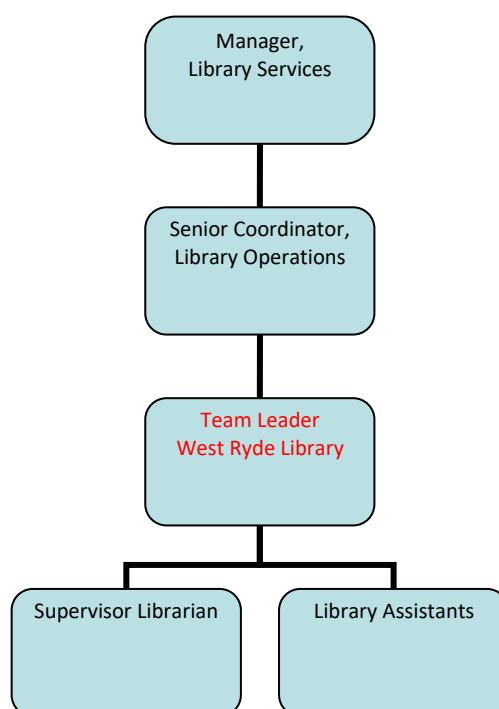 Manager,
Library Services
Senior Coordinator,
Library Operations
Team Leader
West Ryde Library
Supervisor Librarian
Library Assistants